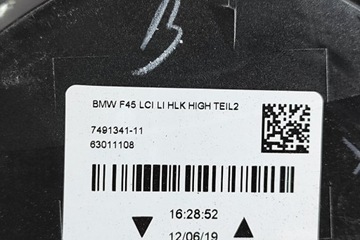 B
BMW F45 LCI LI HLK HIGH TEIL2
7491341-11
63011108
16:28:52
12/06/19